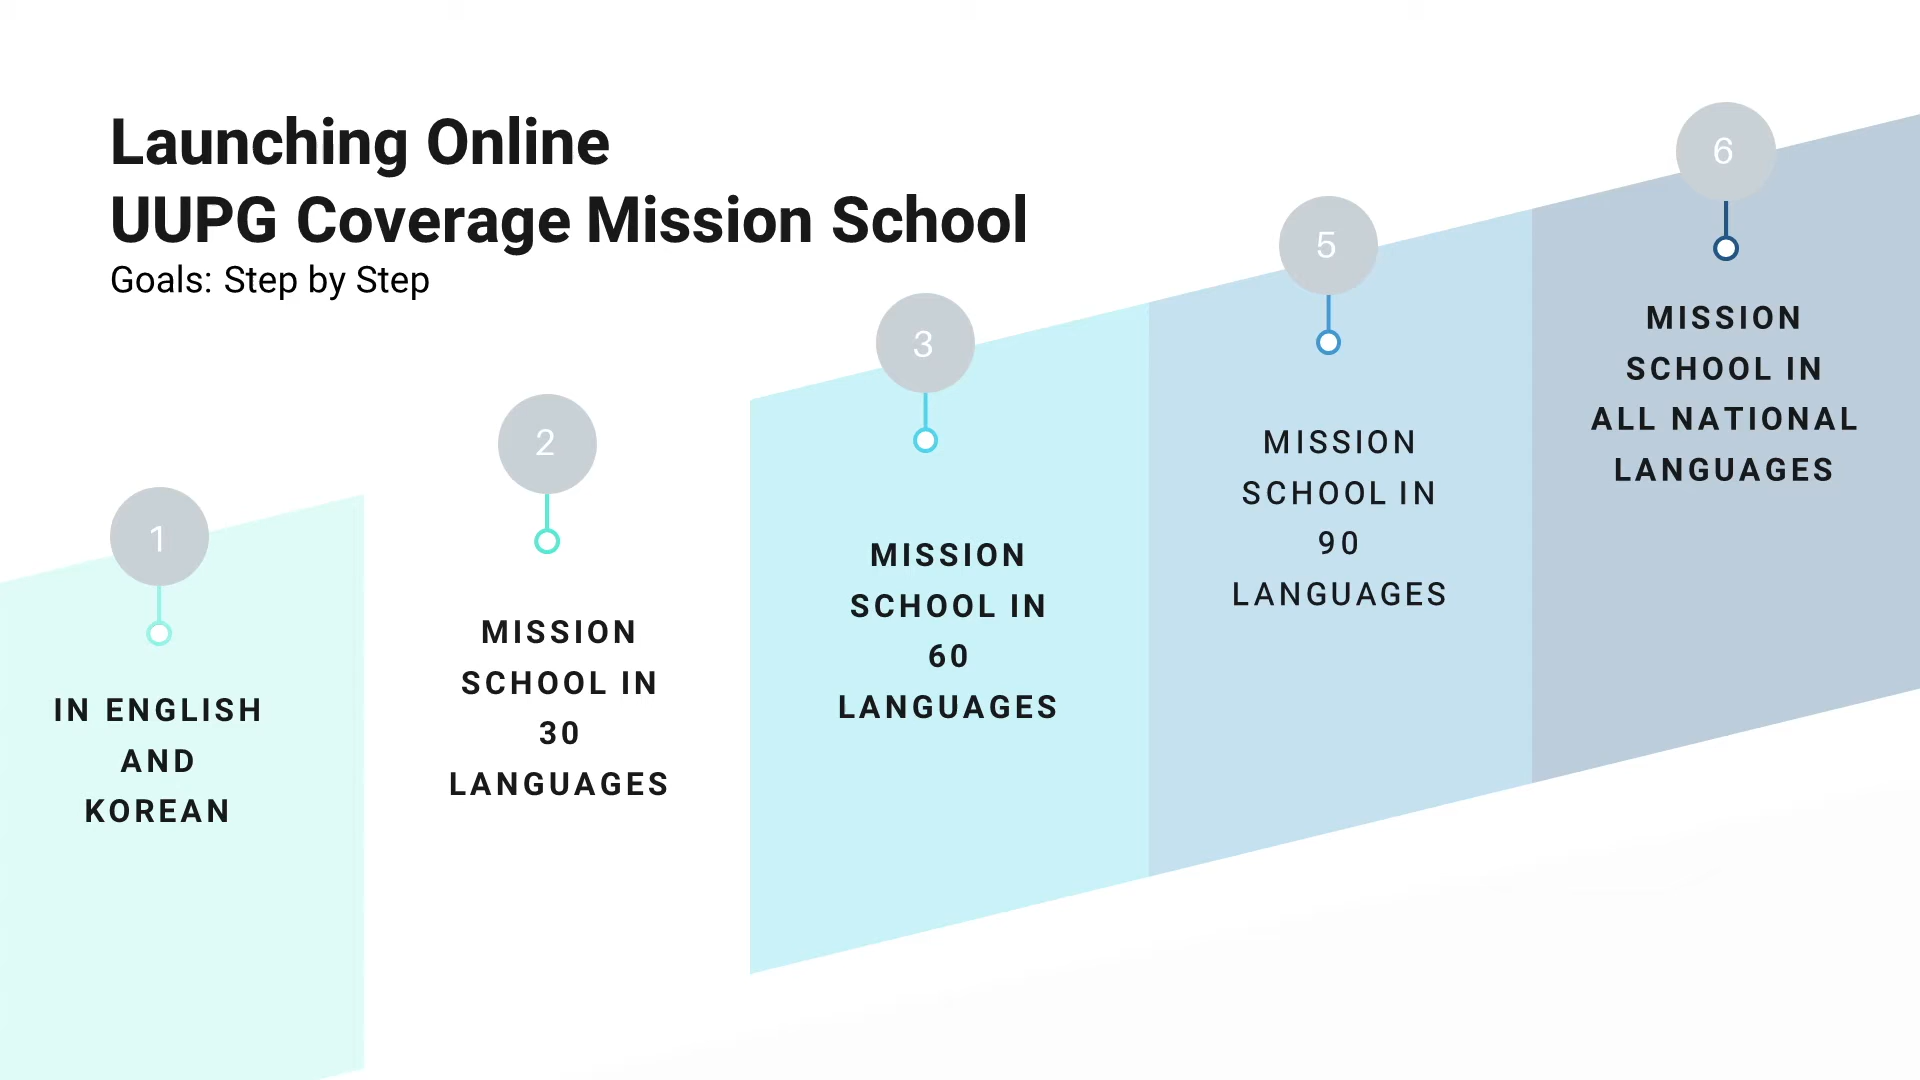 Launching Online
UUPG Coverage Mission School
Goals: Step by Step
1
IN ENGLISH
AND
KOREAN
2
MISSION
SCHOOL IN
30
LANGUAGES
3
MISSION
SCHOOL IN
60
LANGUAGES
5
MISSION
SCHOOL IN
90
LANGUAGES
6
MISSION
SCHOOL IN
ALL NATIONAL
LANGUAGES